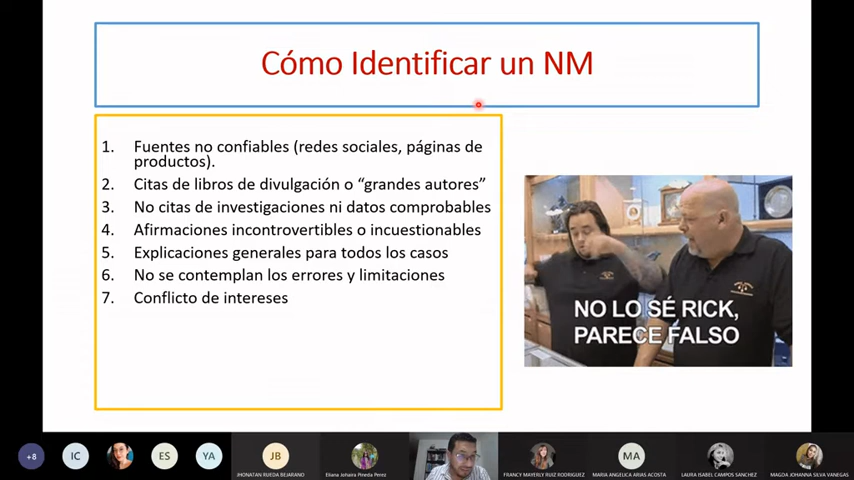 Cómo Identificar un NM
1. Fuentes no confiables (redes sociales, páginas de
productos).
2. Citas de libros de divulgación o “grandes autores”
3. No citas de investigaciones ni datos comprobables
4. Afirmaciones incontrovertibles o incuestionables
5. Explicaciones generales para todos los casos
6. No se contemplan los errores y limitaciones
7. Conflicto de intereses
NO LO SÉ RICK,
PARECE FALSO
+8
IC
ES
YA
JB
MA
JHONATAN RUEDA BEJARANO
Eliana Johaira Pineda Perez
FRANCY MAYERLY RUIZ RODRIGUEZ
MARIA ANGELICA ARIAS ACOSTA
LAURA ISABEL CAMPOS SANCHEZ
MAGDA JOHANNA SILVA VANEGAS